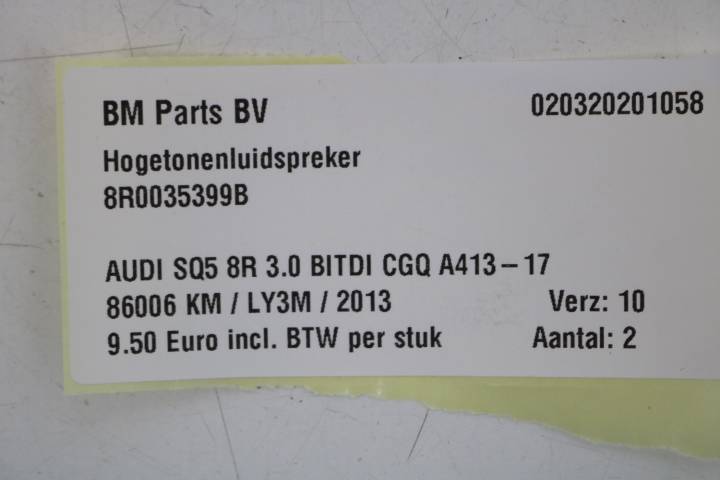 BM Parts BV 020320201058
Hogetonenluidspreker
8R0035399B
AUDI SQ5 8R 3.0 BITDI CGQ A413-17
86006 KM / LY3M / 2013 Verz: 10
9.50 Euro incl. BTW per stuk Aantal: 2